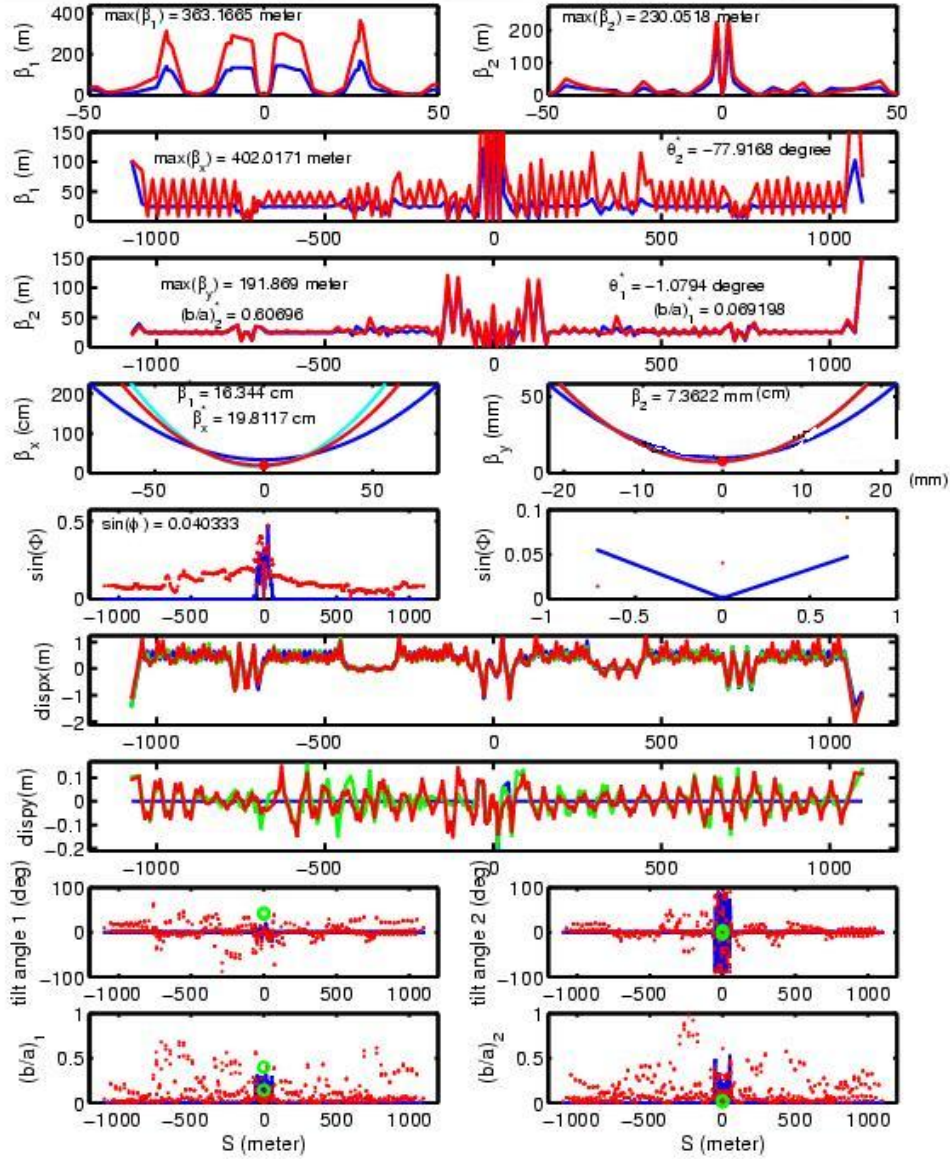 max(β1) = 363.1665 meter
max(β2) = 230.0518 meter
β1 (m)
400
200
0
−50 0 50
β2 (m)
200
100
0
−50 0 50
β1 (m)
150
100
50
0
max(βx) = 402.0171 meter
θ2* = −77.9168 degree
−1000 −500 0 500 1000
β2 (m)
150
100
50
0
max(βy) = 191.869 meter
θ1* = −1.0794 degree
(b/a)2* = 0.60696
(b/a)1* = 0.069198
−1000 −500 0 500 1000
βx (cm)
200
100
0
β1* = 16.344 cm
βx* = 19.8117 cm
−50 0 50
βy (mm)
50
0
β2* = 7.3622 mm (cm)
−20 −10 0 10 20
(mm)
sin(Φ)
0.5
0
sin(ϕ) = 0.040333
−1000 −500 0 500 1000
sin(Φ)
0.1
0.05
0
−1 −0.5 0 0.5 1
dispx(m)
1
0
−1
−2
−1000 −500 0 500 1000
dispy(m)
0.1
0
−0.1
−0.2
−1000 −500 0 500 1000
tilt angle 1 (deg)
100
0
−100
−1000 −500 0 500 1000
tilt angle 2 (deg)
100
0
−100
−1000 −500 0 500 1000
(b/a)1
1
0.5
0
−1000 −500 0 500 1000
S (meter)
(b/a)2
1
0.5
0
−1000 −500 0 500 1000
S (meter)